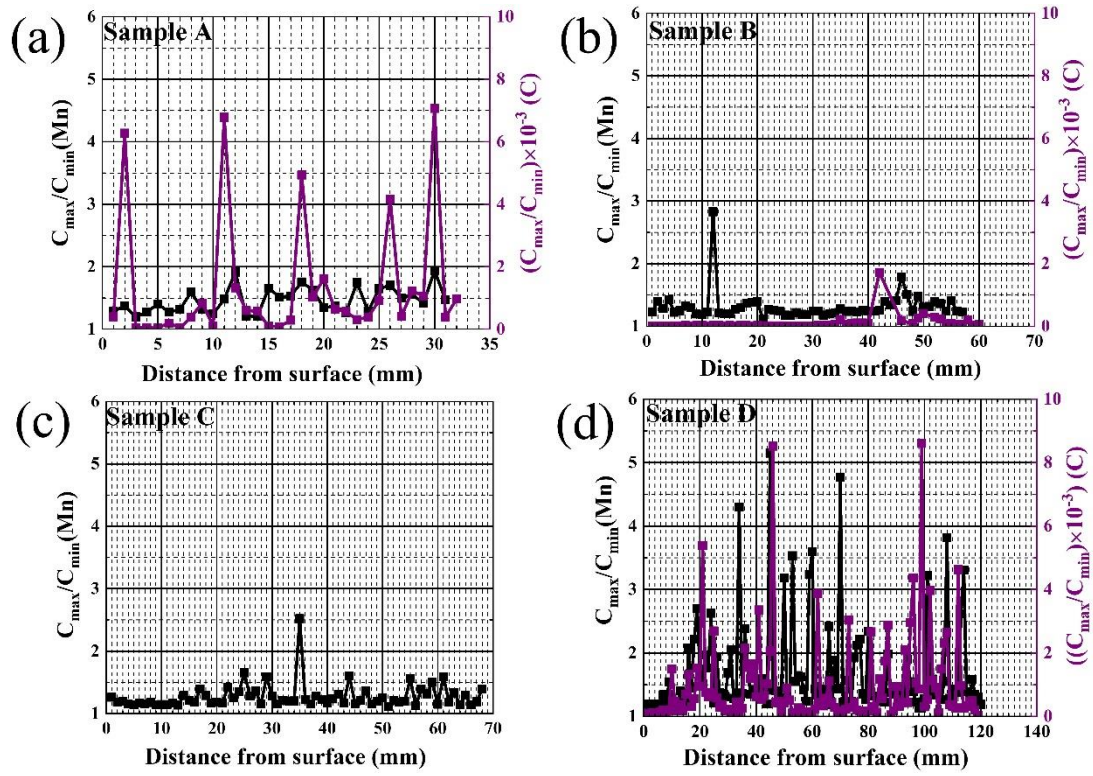 (a)
Sample A
6
5
4
3
2
1
C_max/C_min(Mn)
10
8
6
4
2
0
(C_max/C_min)×10^-3 (C)
0 5 10 15 20 25 30 35
Distance from surface (mm)
(b)
Sample B
6
5
4
3
2
1
C_max/C_min(Mn)
10
8
6
4
2
0
(C_max/C_min)×10^-3 (C)
0 10 20 30 40 50 60 70
Distance from surface (mm)
(c)
Sample C
6
5
4
3
2
1
C_max/C_min(Mn)
0 10 20 30 40 50 60 70
Distance from surface (mm)
(d)
Sample D
6
5
4
3
2
1
C_max/C_min(Mn)
10
8
6
4
2
0
((C_max/C_min)×10^-3) (C)
0 20 40 60 80 100 120 140
Distance from surface (mm)